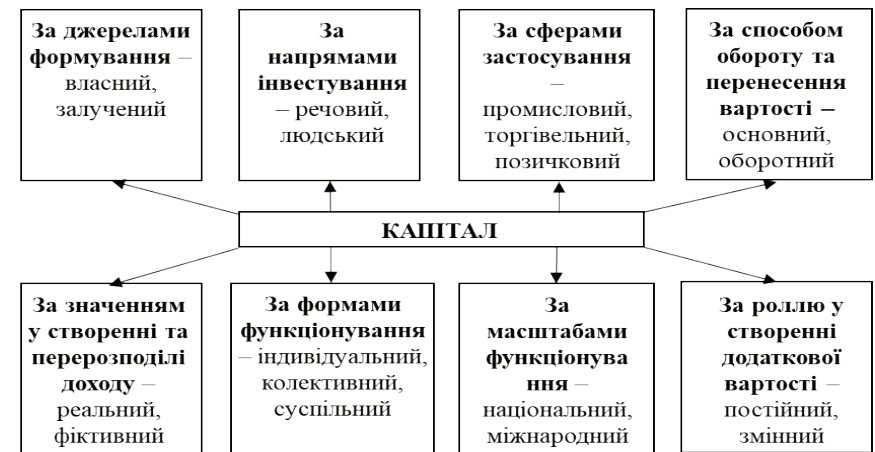 За джерелами
формування –
власний,
залучений
За
напрямами
інвестування
– речовий,
людський
За сферами
застосування
–
промисловий,
торгівельний,
позичковий
За способом
обороту та
перенесення
вартості –
основний,
оборотний
КАПІТАЛ
За значенням
у створенні та
перерозподілі
доходу –
реальний,
фіктивний
За формами
функціонування
– індивідуальний,
колективний,
суспільний
За
масштабами
функціонува
ння –
національний,
міжнародний
За роллю у
створенні
додаткової
вартості –
постійний,
змінний